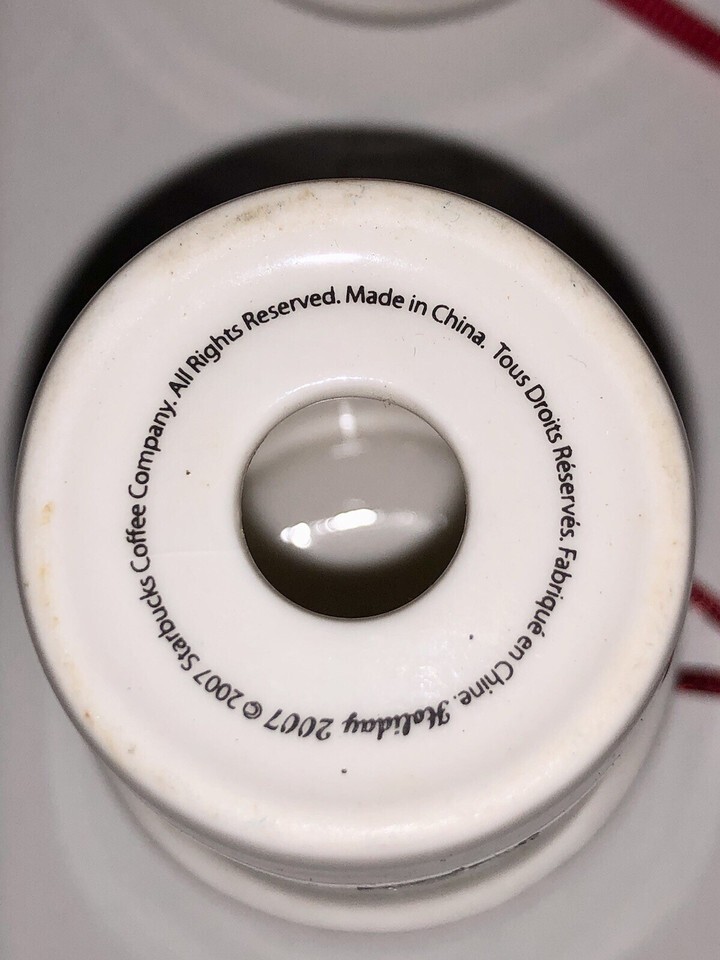 Holiday 2007 © 2007 Starbucks Coffee Company. All Rights Reserved. Made in China. Tous Droits Réservés. Fabriqué en Chine.